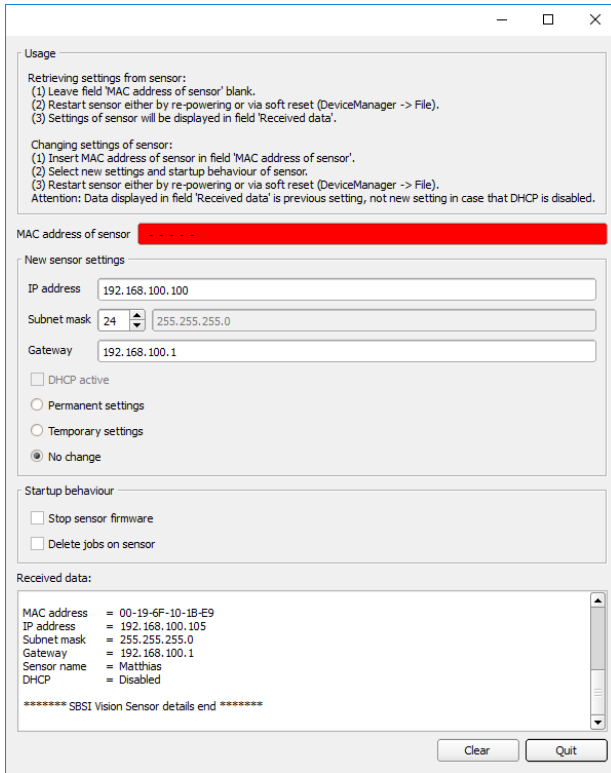 Usage
Retrieving settings from sensor:
(1) Leave field 'MAC address of sensor' blank.
(2) Restart sensor either by re-powering or via soft reset (DeviceManager -> File).
(3) Settings of sensor will be displayed in field 'Received data'.
Changing settings of sensor:
(1) Insert MAC address of sensor in field 'MAC address of sensor'.
(2) Select new settings and startup behaviour of sensor.
(3) Restart sensor either by re-powering or via soft reset (DeviceManager -> File).
Attention: Data displayed in field 'Received data' is previous setting, not new setting in case that DHCP is disabled.
MAC address of sensor - - - - -
New sensor settings
IP address 192.168.100.100
Subnet mask 24 255.255.255.0
Gateway 192.168.100.1
DHCP active
Permanent settings
Temporary settings
No change
Startup behaviour
Stop sensor firmware
Delete jobs on sensor
Received data:
MAC address = 00-19-6F-10-1B-E9
IP address = 192.168.100.105
Subnet mask = 255.255.255.0
Gateway = 192.168.100.1
Sensor name = Matthias
DHCP = Disabled
******* SBSI Vision Sensor details end *******
Clear Quit